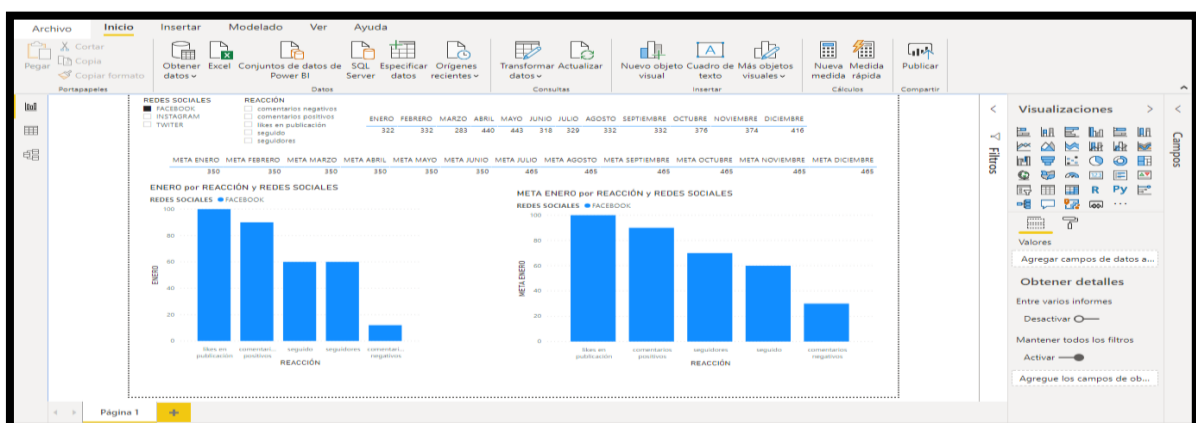 Archivo Inicio Insertar Modelado Ver Ayuda
Pegar
Cortar
Copia
Copiar formato
Portapapeles
Obtener datos
Excel
Conjuntos de datos de Power BI
SQL Server
Especificar datos
Orígenes recientes
Datos
Transformar datos
Actualizar
Consultas
Nuevo objeto visual
Cuadro de texto
Más objetos visuales
Insertar
Nueva medida
Medida rápida
Cálculos
Publicar
Compartir
REDES SOCIALES
FACEBOOK
INSTAGRAM
TWITER
REACCIÓN
comentarios negativos
comentarios positivos
likes en publicación
seguido
seguidores
ENERO FEBRERO MARZO ABRIL MAYO JUNIO JULIO AGOSTO SEPTIEMBRE OCTUBRE NOVIEMBRE DICIEMBRE
322 332 283 440 443 318 329 332 332 376 374 416
META ENERO META FEBRERO META MARZO META ABRIL META MAYO META JUNIO META JULIO META AGOSTO META SEPTIEMBRE META OCTUBRE META NOVIEMBRE META DICIEMBRE
350 350 350 350 350 350 465 465 465 465 465 465
ENERO por REACCIÓN y REDES SOCIALES
REDES SOCIALES FACEBOOK
100
80
60
40
20
0
ENERO
likes en publicación
comentari... positivos
seguido
seguidores
comentari... negativos
REACCIÓN
META ENERO por REACCIÓN y REDES SOCIALES
REDES SOCIALES FACEBOOK
100
80
60
40
20
0
META ENERO
likes en publicación
comentarios positivos
seguidores
seguido
comentarios negativos
REACCIÓN
Filtros
Visualizaciones
R Py
Valores
Agregar campos de datos a...
Obtener detalles
Entre varios informes
Desactivar
Mantener todos los filtros
Activar
Agregue los campos de ob...
Campos
Página 1